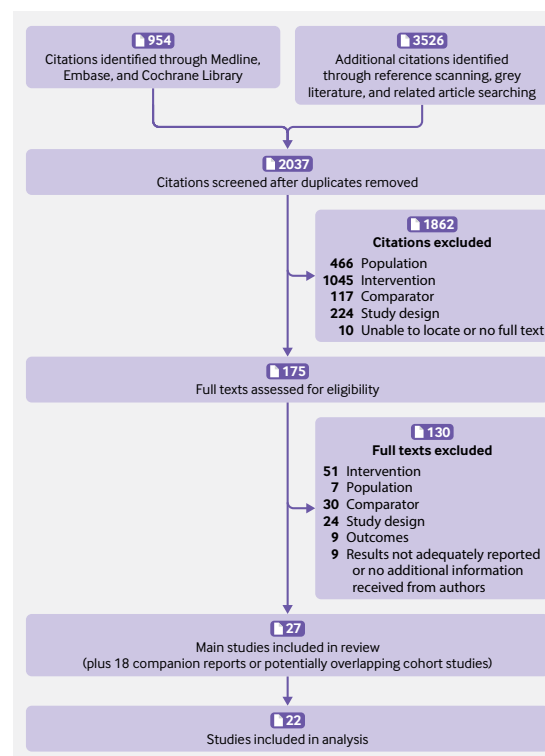 954
Citations identified through Medline,
Embase, and Cochrane Library
3526
Additional citations identified
through reference scanning, grey
literature, and related article searching
2037
Citations screened after duplicates removed
1862
Citations excluded
466 Population
1045 Intervention
117 Comparator
224 Study design
10 Unable to locate or no full text
175
Full texts assessed for eligibility
130
Full texts excluded
51 Intervention
7 Population
30 Comparator
24 Study design
9 Outcomes
9 Results not adequately reported
or no additional information
received from authors
27
Main studies included in review
(plus 18 companion reports or potentially overlapping cohort studies)
22
Studies included in analysis